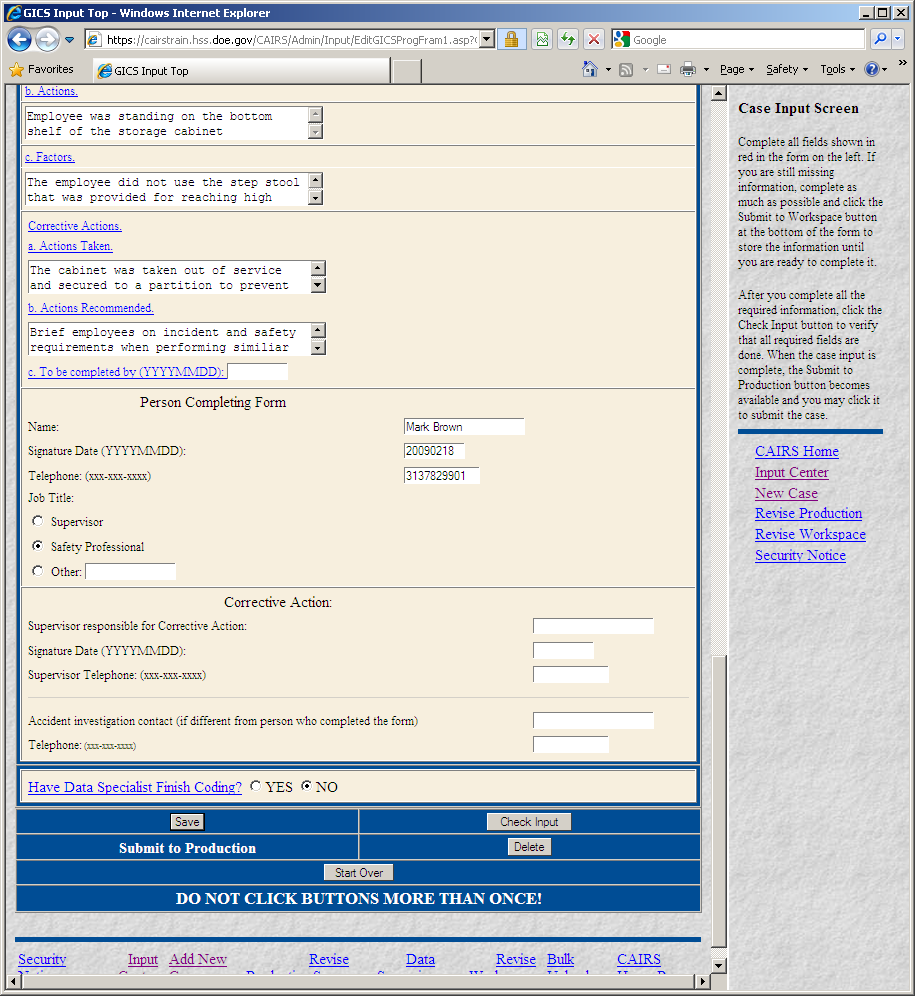 GICS Input Top - Windows Internet Explorer
https://cairstrain.hss.doe.gov/CAIRS/Admin/Input/EditGICSProgFram1.asp?
Google
Favorites
GICS Input Top
Page
Safety
Tools
b. Actions.
Employee was standing on the bottom
shelf of the storage cabinet
c. Factors.
The employee did not use the step stool
that was provided for reaching high
Corrective Actions.
a. Actions Taken.
The cabinet was taken out of service
and secured to a partition to prevent
b. Actions Recommended.
Brief employees on incident and safety
requirements when performing similiar
c. To be completed by (YYYYMMDD):
Person Completing Form
Name: Mark Brown
Signature Date (YYYYMMDD): 20090218
Telephone: (xxx-xxx-xxxx) 3137829901
Job Title:
Supervisor
Safety Professional
Other:
Corrective Action:
Supervisor responsible for Corrective Action:
Signature Date (YYYYMMDD):
Supervisor Telephone: (xxx-xxx-xxxx)
Accident investigation contact (if different from person who completed the form)
Telephone: (xxx-xxx-xxxx)
Have Data Specialist Finish Coding? YES NO
Save Check Input
Submit to Production Delete
Start Over
DO NOT CLICK BUTTONS MORE THAN ONCE!
Security Input Add New Revise Data Revise Bulk CAIRS
Case Input Screen
Complete all fields shown in
red in the form on the left. If
you are still missing
information, complete as
much as possible and click the
Submit to Workspace button
at the bottom of the form to
store the information until
you are ready to complete it.
After you complete all the
required information, click the
Check Input button to verify
that all required fields are
done. When the case input is
complete, the Submit to
Production button becomes
available and you may click it
to submit the case.
CAIRS Home
Input Center
New Case
Revise Production
Revise Workspace
Security Notice